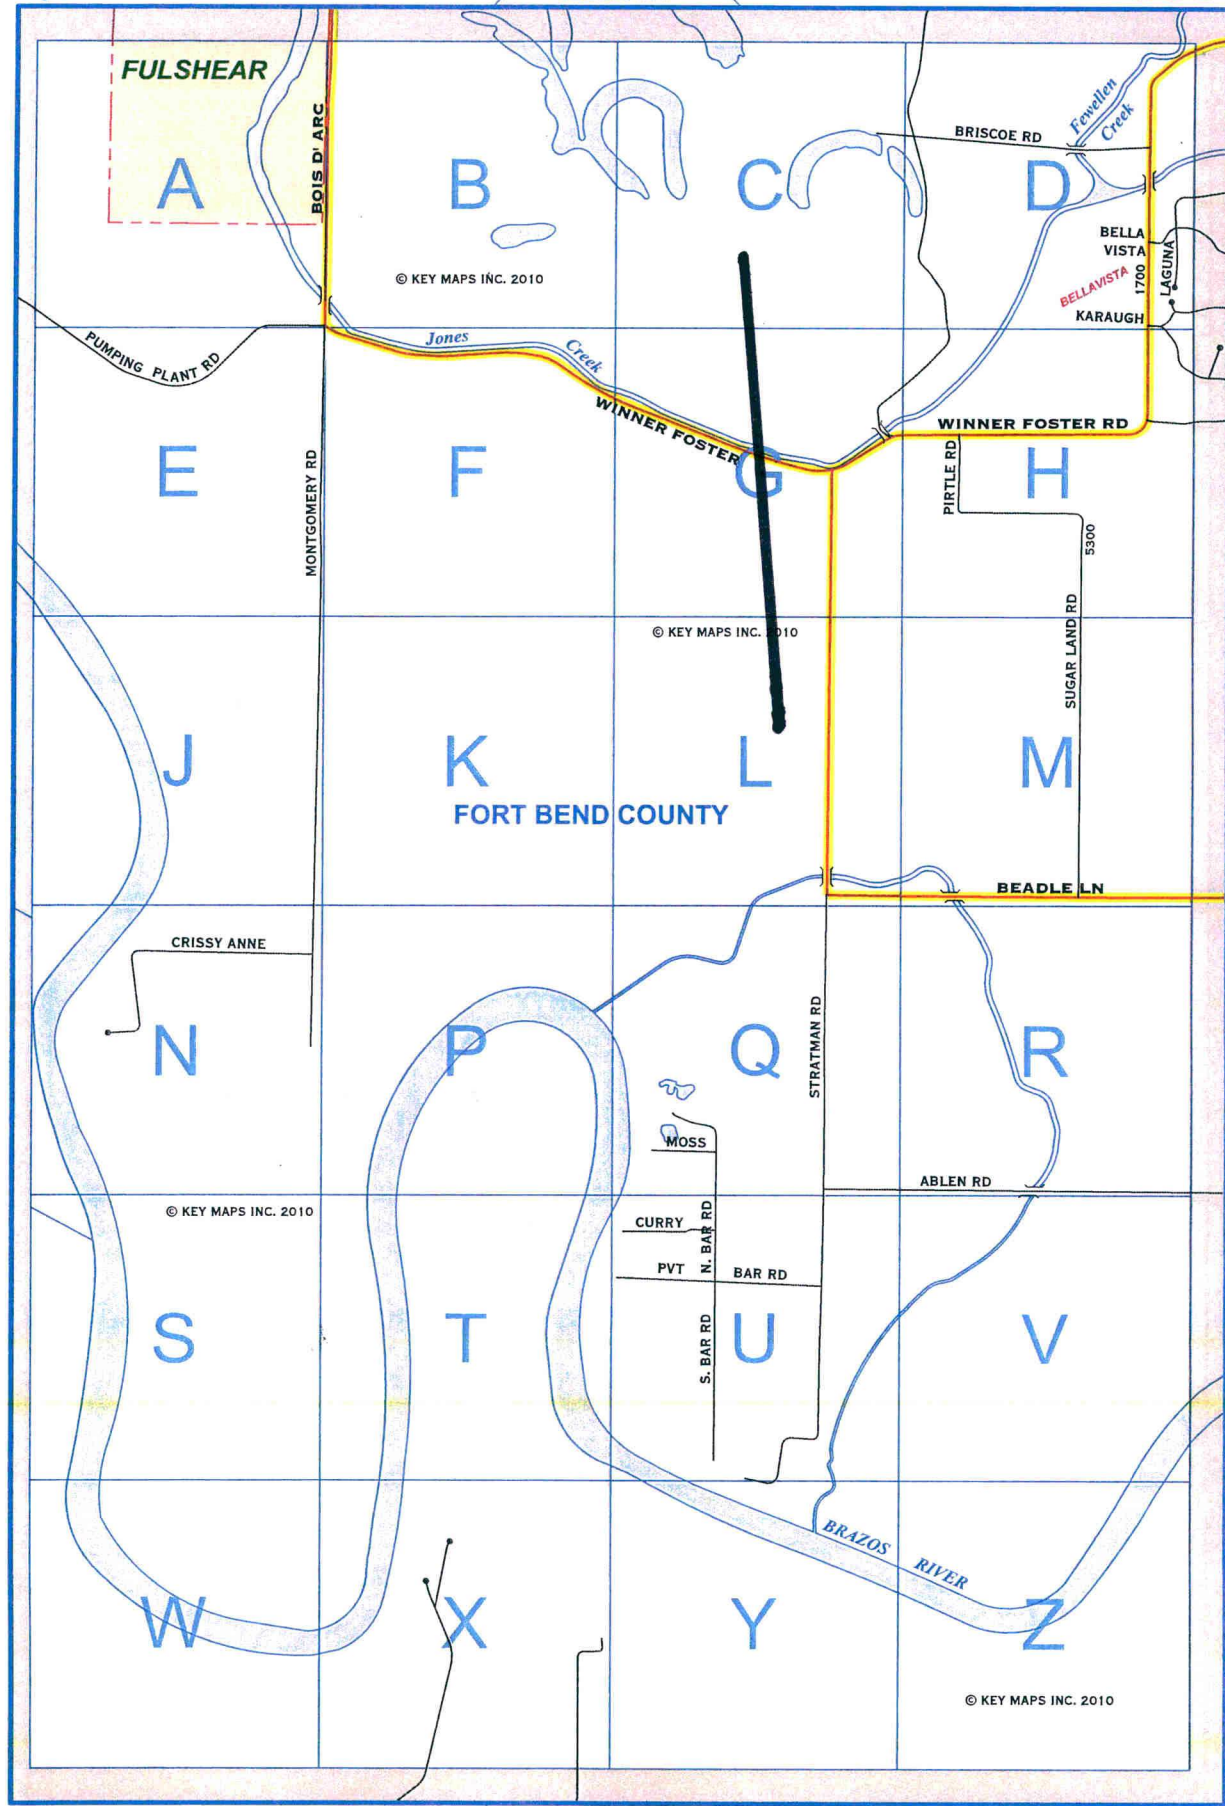 FULSHEAR
BOIS D' ARC
Fewellen
Creek
BRISCOE RD
A
B
C
D
BELLA
VISTA
1700
LAGUNA
BELLAVISTA
© KEY MAPS INC. 2010
KARAUGH
PUMPING PLANT RD
Jones
Creek
WINNER FOSTER
WINNER FOSTER RD
E
F
G
H
MONTGOMERY RD
PIRTLE RD
5300
© KEY MAPS INC. 2010
SUGAR LAND RD
J
K
L
M
FORT BEND COUNTY
BEADLE LN
CRISSY ANNE
N
P
Q
R
STRATMAN RD
MOSS
ABLEN RD
© KEY MAPS INC. 2010
CURRY
N. BAR RD
PVT
BAR RD
S
T
U
V
S. BAR RD
BRAZOS RIVER
W
X
Y
Z
© KEY MAPS INC. 2010